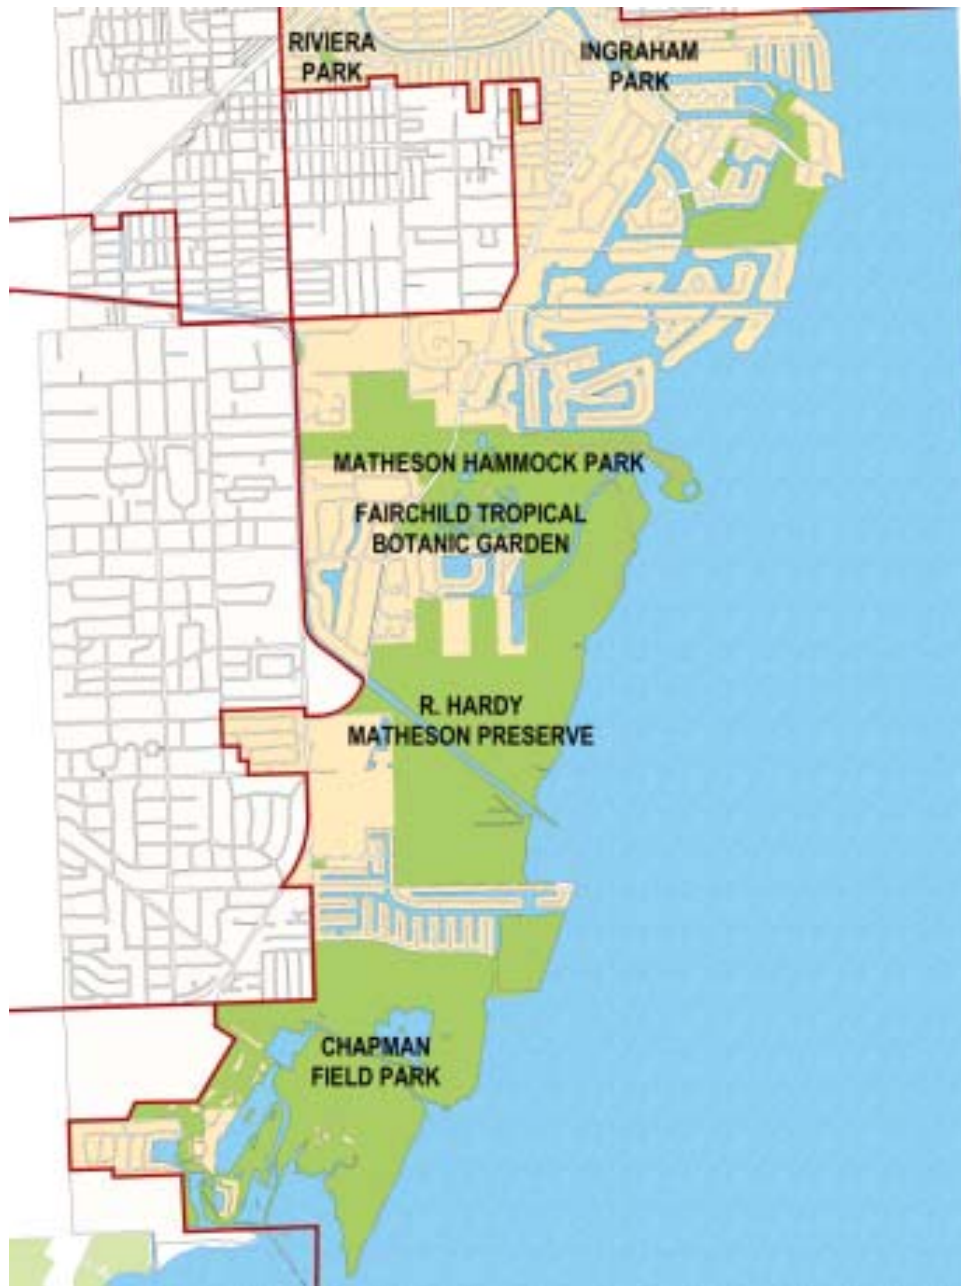 RIVIERA
PARK
INGRAHAM
PARK
MATHESON HAMMOCK PARK
FAIRCHILD TROPICAL
BOTANIC GARDEN
R. HARDY
MATHESON PRESERVE
CHAPMAN
FIELD PARK